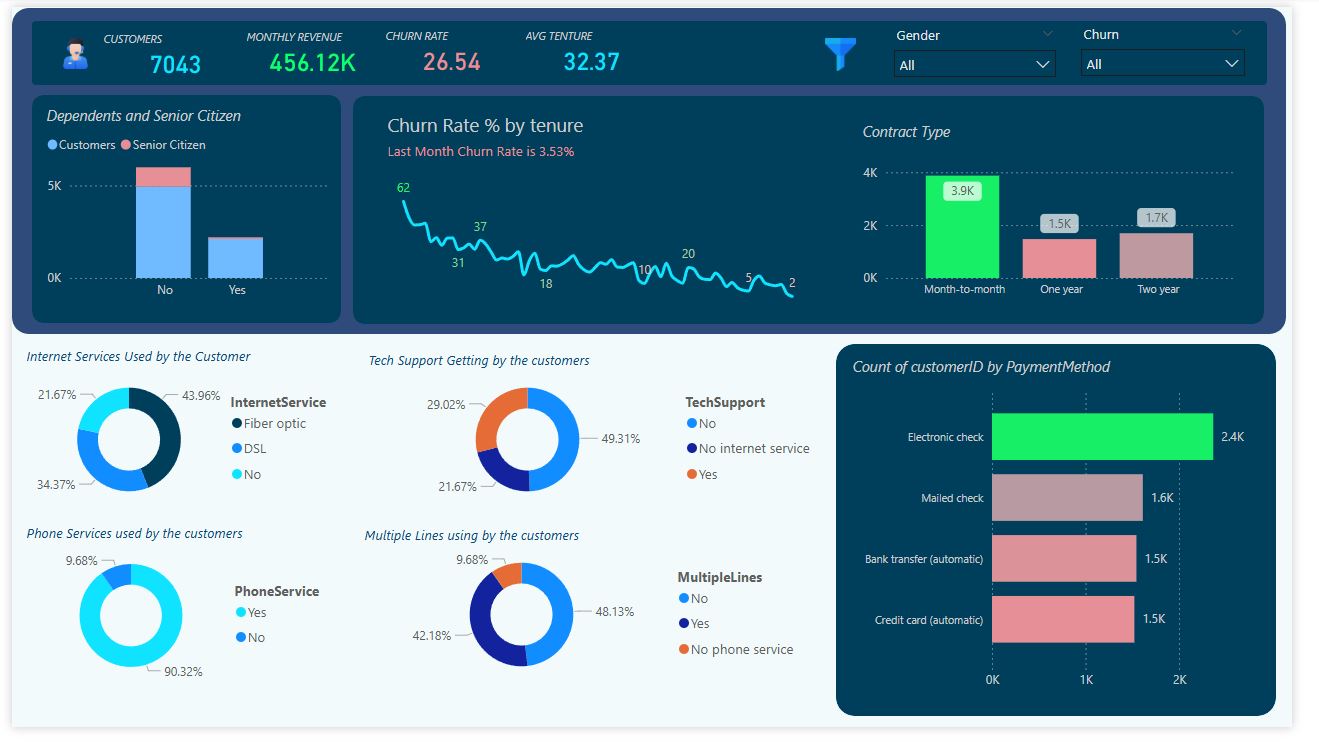 CUSTOMERS
7043
MONTHLY REVENUE
456.12K
CHURN RATE
26.54
AVG TENTURE
32.37
Gender
All
Churn
All
Dependents and Senior Citizen
Customers Senior Citizen
5K
0K
No Yes
Churn Rate % by tenure
Last Month Churn Rate is 3.53%
62
37
31
18
10
20
5
2
Contract Type
4K
2K
0K
3.9K
1.5K
1.7K
Month-to-month One year Two year
Internet Services Used by the Customer
21.67%
43.96%
34.37%
InternetService
Fiber optic
DSL
No
Tech Support Getting by the customers
29.02%
49.31%
21.67%
TechSupport
No
No internet service
Yes
Phone Services used by the customers
9.68%
90.32%
PhoneService
Yes
No
Multiple Lines using by the customers
9.68%
48.13%
42.18%
MultipleLines
No
Yes
No phone service
Count of customerID by PaymentMethod
Electronic check 2.4K
Mailed check 1.6K
Bank transfer (automatic) 1.5K
Credit card (automatic) 1.5K
0K 1K 2K